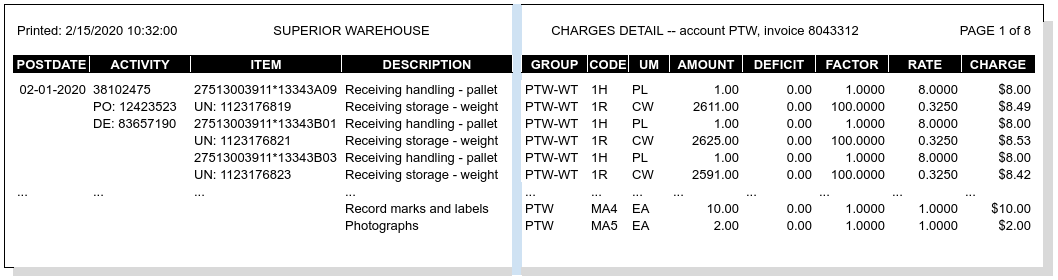 Printed: 2/15/2020 10:32:00 SUPERIOR WAREHOUSE CHARGES DETAIL -- account PTW, invoice 8043312 PAGE 1 of 8
POSTDATE ACTIVITY ITEM DESCRIPTION GROUP CODE UM AMOUNT DEFICIT FACTOR RATE CHARGE
02-01-2020 38102475 27513003911*13343A09 Receiving handling - pallet PTW-WT 1H PL 1.00 0.00 1.0000 8.0000 $8.00
PO: 12423523 UN: 1123176819 Receiving storage - weight PTW-WT 1R CW 2611.00 0.00 100.0000 0.3250 $8.49
DE: 83657190 27513003911*13343B01 Receiving handling - pallet PTW-WT 1H PL 1.00 0.00 1.0000 8.0000 $8.00
UN: 1123176821 Receiving storage - weight PTW-WT 1R CW 2625.00 0.00 100.0000 0.3250 $8.53
27513003911*13343B03 Receiving handling - pallet PTW-WT 1H PL 1.00 0.00 1.0000 8.0000 $8.00
UN: 1123176823 Receiving storage - weight PTW-WT 1R CW 2591.00 0.00 100.0000 0.3250 $8.42
... ... ... ... ... ... ... ... ... ... ... ...
Record marks and labels PTW MA4 EA 10.00 0.00 1.0000 1.0000 $10.00
Photographs PTW MA5 EA 2.00 0.00 1.0000 1.0000 $2.00